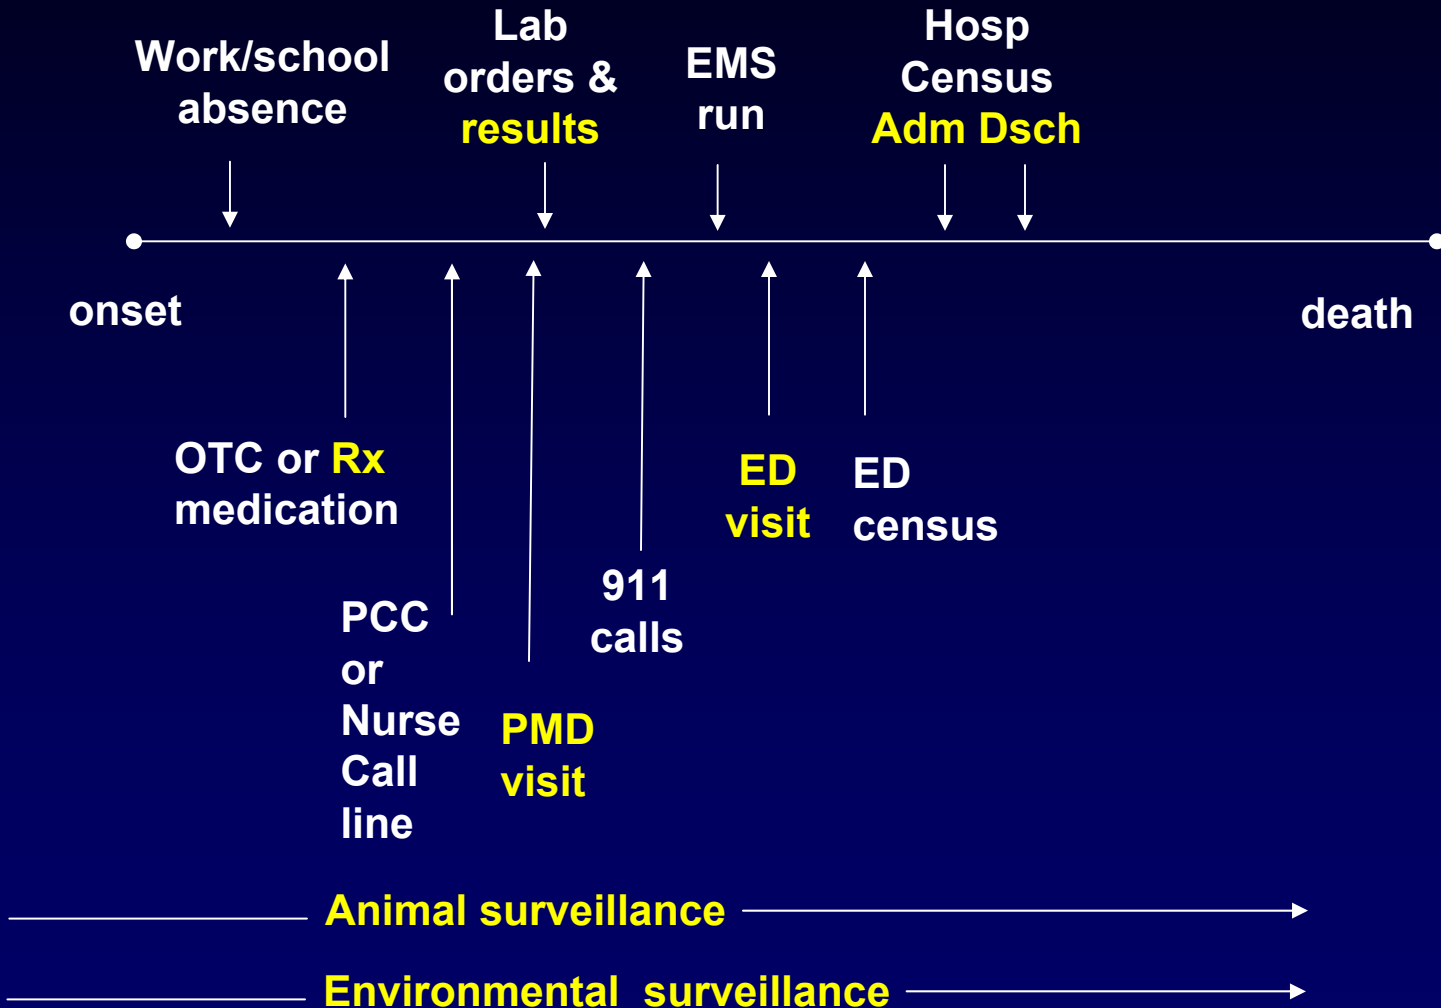 Work/school
absence
Lab
orders &
results
EMS
run
Hosp
Census
Adm Dsch
onset
death
OTC or Rx
medication
PCC
or
Nurse
Call
line
PMD
visit
911
calls
ED
visit
ED
census
Animal surveillance
Environmental surveillance